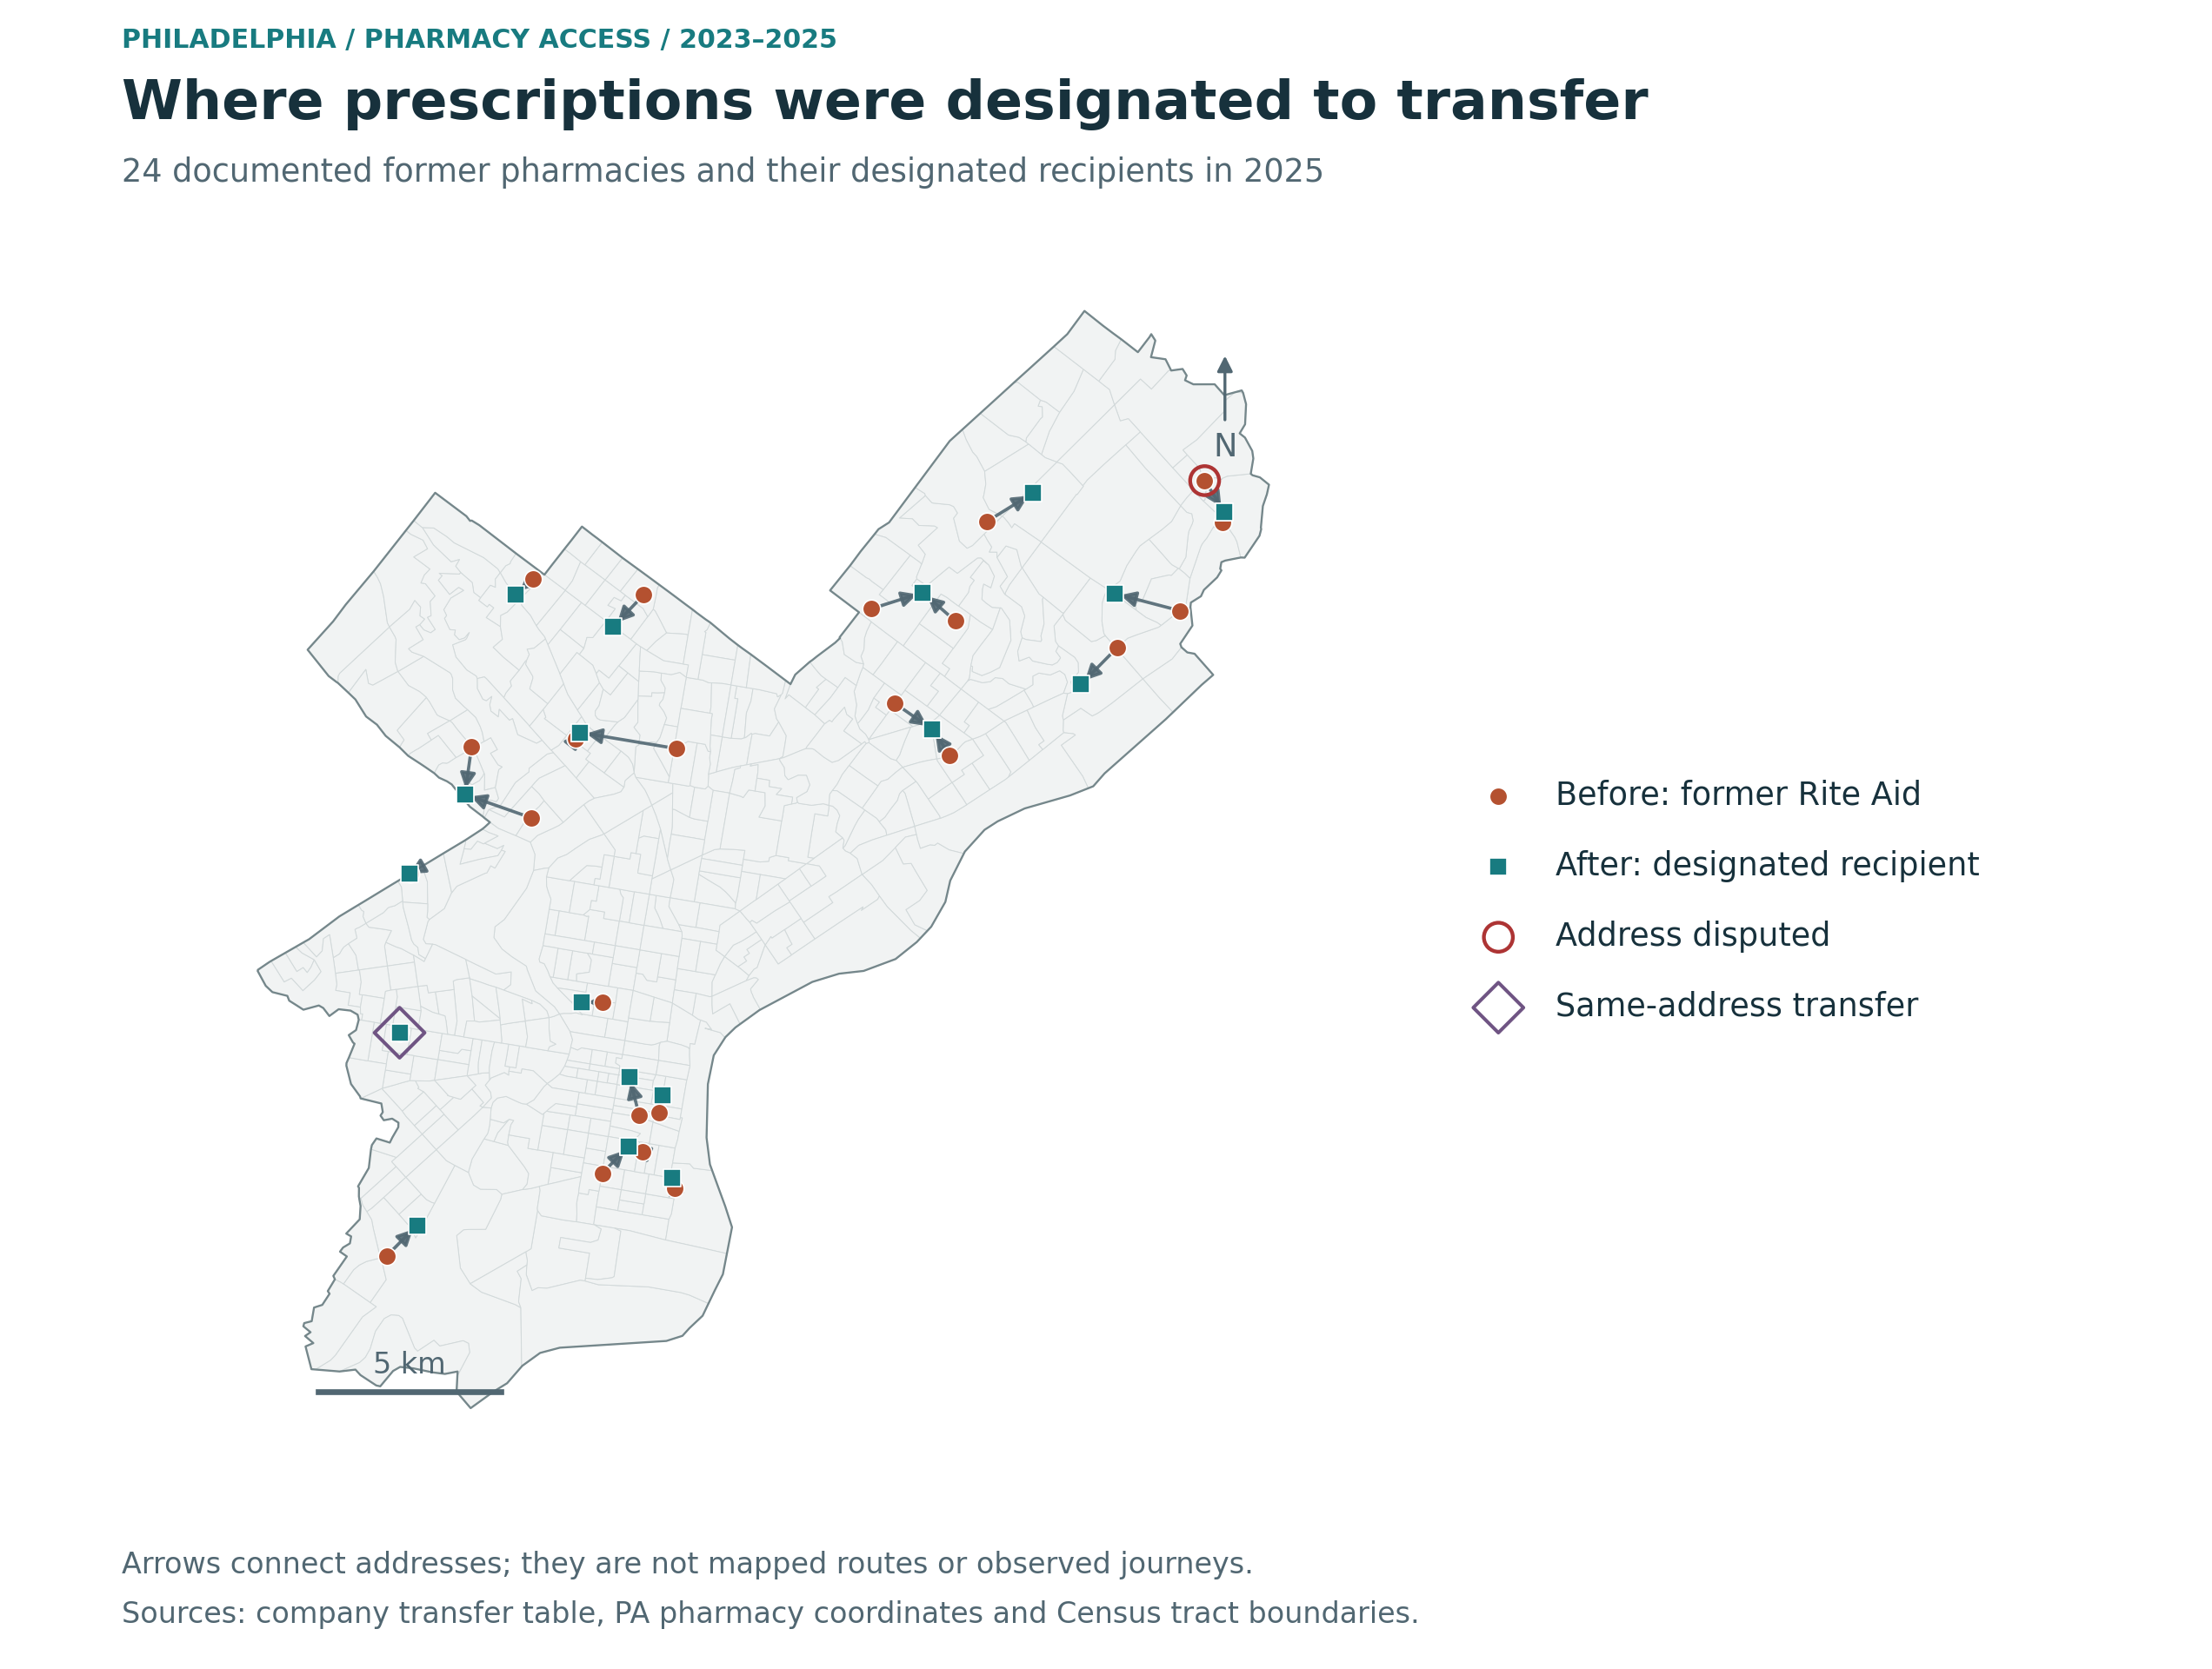 PHILADELPHIA / PHARMACY ACCESS / 2023–2025
Where prescriptions were designated to transfer
24 documented former pharmacies and their designated recipients in 2025
N
Before: former Rite Aid
After: designated recipient
Address disputed
Same-address transfer
5 km
Arrows connect addresses; they are not mapped routes or observed journeys.
Sources: company transfer table, PA pharmacy coordinates and Census tract boundaries.